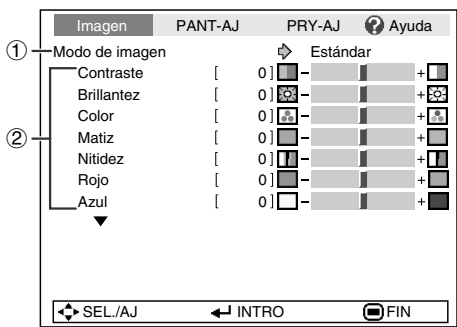 Imagen PANT-AJ PRY-AJ ? Ayuda
① Modo de imagen Estándar
② Contraste [ 0 ] - +
Brillantez [ 0 ] - +
Color [ 0 ] - +
Matiz [ 0 ] - +
Nitidez [ 0 ] - +
Rojo [ 0 ] - +
Azul [ 0 ] - +
SEL./AJ INTRO FIN